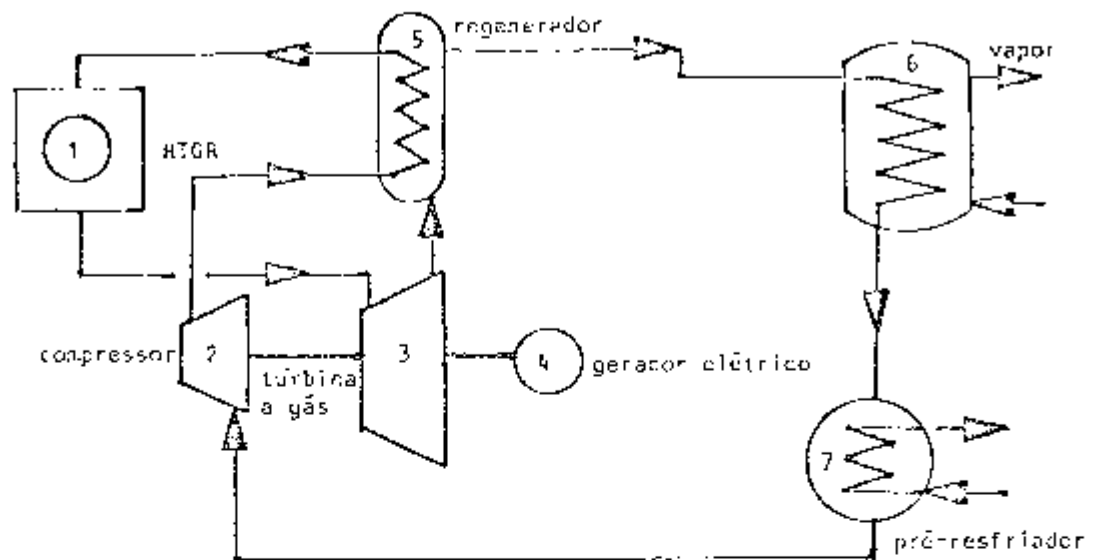 5
regenerador
6
vapor
1
HTGR
compressor
2
turbina
a gás
3
4
gerador elétrico
7
pré-resfriador